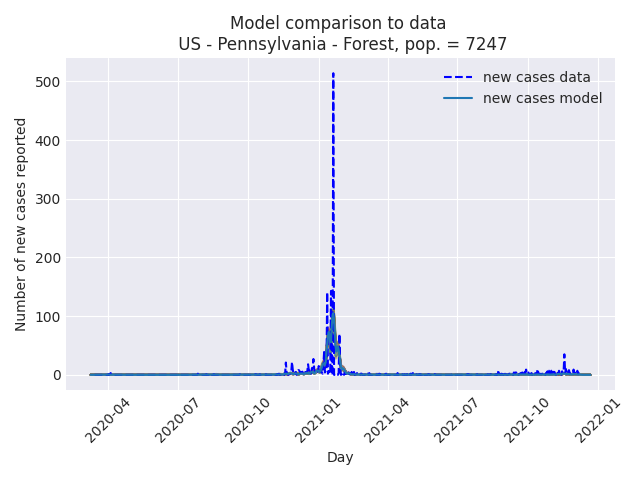 Model comparison to data
US - Pennsylvania - Forest, pop. = 7247
new cases data
new cases model
Number of new cases reported
500
400
300
200
100
0
2020-04
2020-07
2020-10
2021-01
2021-04
2021-07
2021-10
2022-01
Day